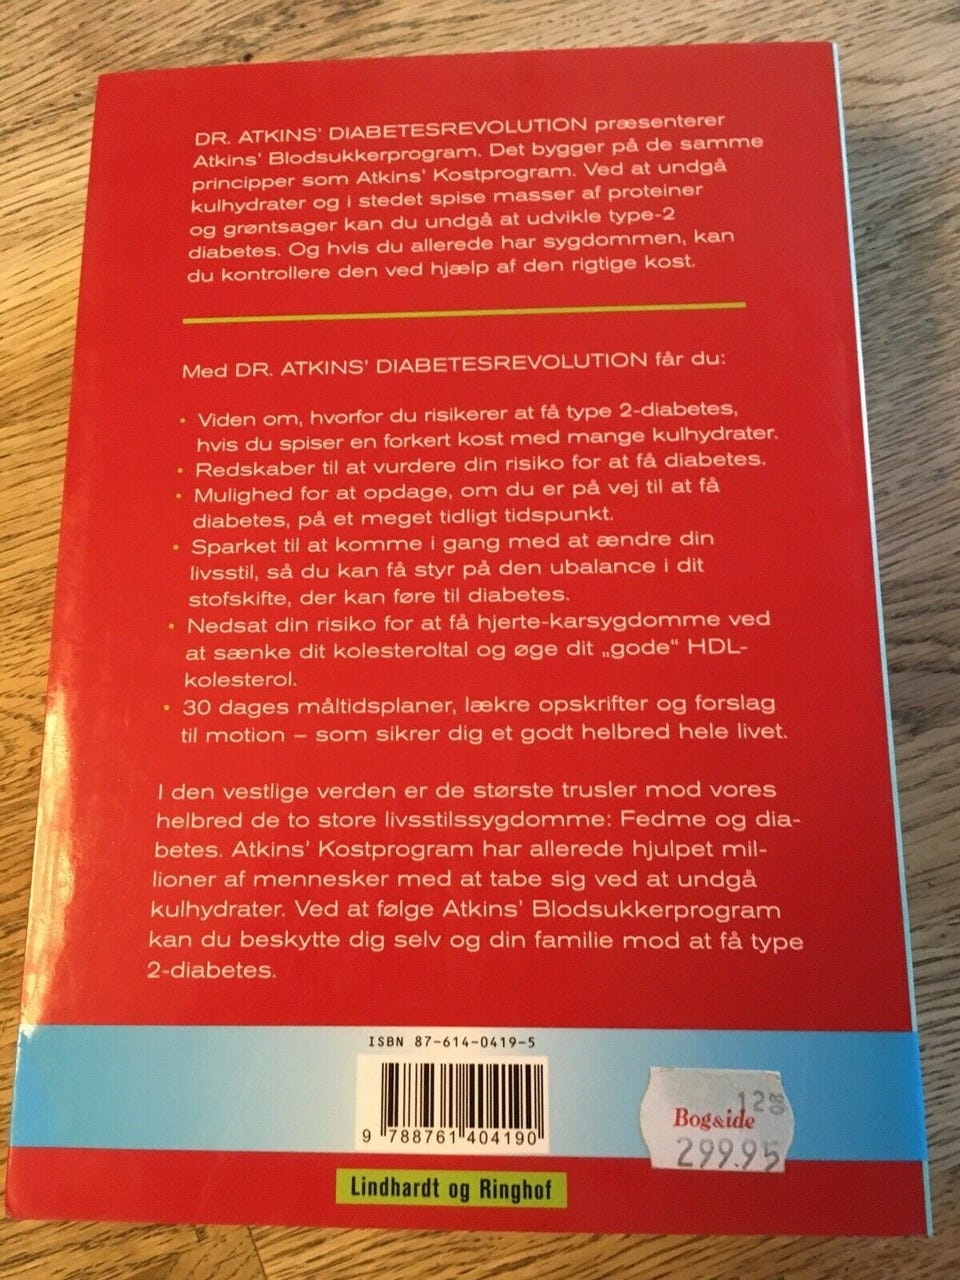 DR. ATKINS' DIABETESREVOLUTION præsenterer
Atkins' Blodsukkerprogram. Det bygger på de samme
principper som Atkins' Kostprogram. Ved at undgå
kulhydrater og i stedet spise masser af proteiner
og grøntsager kan du undgå at udvikle type-2
diabetes. Og hvis du allerede har sygdommen, kan
du kontrollere den ved hjælp af den rigtige kost.
Med DR. ATKINS' DIABETESREVOLUTION får du:
• Viden om, hvorfor du risikerer at få type 2-diabetes,
hvis du spiser en forkert kost med mange kulhydrater.
• Redskaber til at vurdere din risiko for at få diabetes.
• Mulighed for at opdage, om du er på vej til at få
diabetes, på et meget tidligt tidspunkt.
• Sparket til at komme i gang med at ændre din
livsstil, så du kan få styr på den ubalance i dit
stofskifte, der kan føre til diabetes.
• Nedsat din risiko for at få hjerte-karsygdomme ved
at sænke dit kolesteroltal og øge dit „gode“ HDL-
kolesterol.
• 30 dages måltidsplaner, lækre opskrifter og forslag
til motion – som sikrer dig et godt helbred hele livet.
I den vestlige verden er de største trusler mod vores
helbred de to store livsstilssygdomme: Fedme og dia-
betes. Atkins' Kostprogram har allerede hjulpet mil-
lioner af mennesker med at tabe sig ved at undgå
kulhydrater. Ved at følge Atkins' Blodsukkerprogram
kan du beskytte dig selv og din familie mod at få type
2-diabetes.
ISBN 87-614-0419-5
9 788761 404190
Bog&ide
299.95
Lindhardt og Ringhof